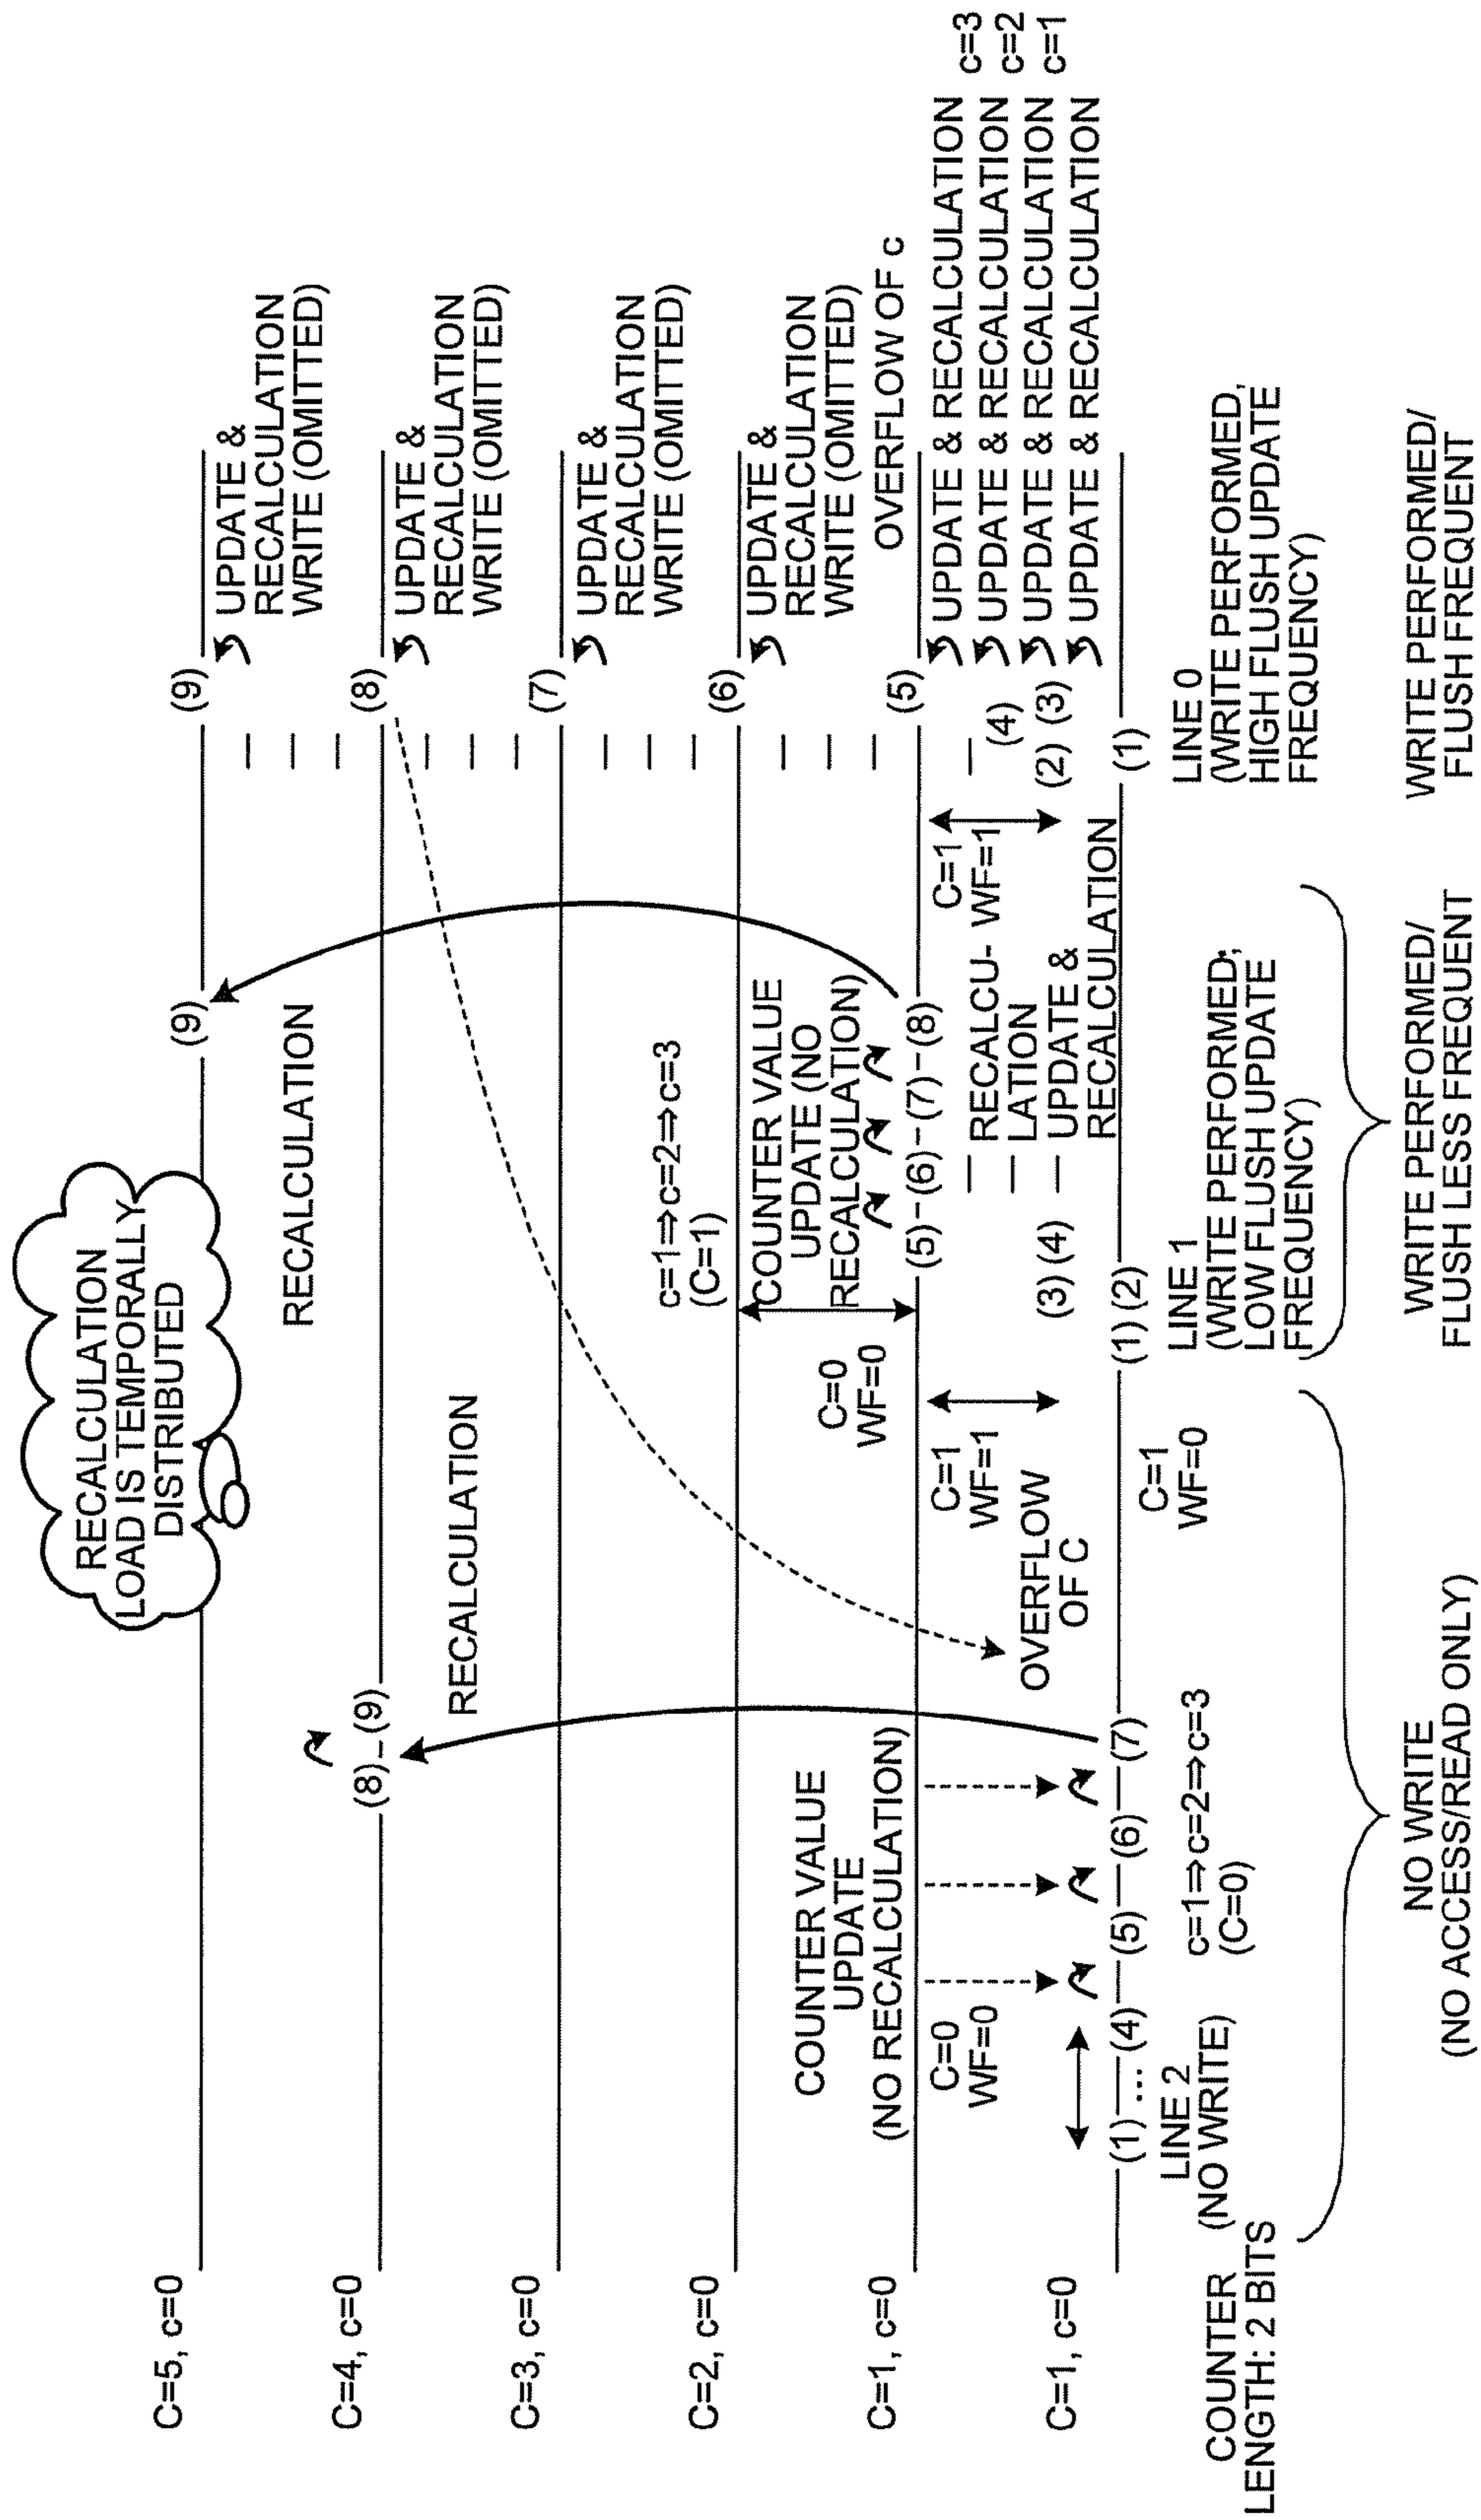 RECALCULATION
LOAD IS TEMPORALLY
DISTRIBUTED
C=5, c=0
(9)
(9)
UPDATE &
RECALCULATION
WRITE (OMITTED)
RECALCULATION
C=4, c=0
(8)--(9)
(8)
UPDATE &
RECALCULATION
WRITE (OMITTED)
RECALCULATION
C=3, c=0
(7)
UPDATE &
RECALCULATION
WRITE (OMITTED)
c=1⇒c=2⇒c=3
(C=1)
C=2, c=0
(6)
UPDATE &
RECALCULATION
WRITE (OMITTED)
COUNTER VALUE
UPDATE (NO
RECALCULATION)
C=0
WF=0
COUNTER VALUE
UPDATE
(NO RECALCULATION)
OVERFLOW OF c
C=1, c=0
(5)-(6)-(7)-(8)
(5)
UPDATE & RECALCULATION
c=3
UPDATE & RECALCULATION
c=2
UPDATE & RECALCULATION
c=1
UPDATE & RECALCULATION
C=0
WF=0
C=1
WF=1
OVERFLOW
OF C
C=1
WF=1
RECALCU-
LATION
UPDATE &
RECALCULATION
(3) (4)
(4)
(2) (3)
C=1, c=0
(1) ... (4) (5) (6) (7)
(1) (2)
(1)
C=1
WF=0
c=1⇒c=2⇒c=3
(C=0)
LINE 2
(NO WRITE)
LINE 1
(WRITE PERFORMED,
LOW FLUSH UPDATE
FREQUENCY)
LINE 0
(WRITE PERFORMED,
HIGH FLUSH UPDATE
FREQUENCY)
COUNTER
LENGTH: 2 BITS
NO WRITE
(NO ACCESS/READ ONLY)
WRITE PERFORMED/
FLUSH LESS FREQUENT
WRITE PERFORMED/
FLUSH FREQUENT